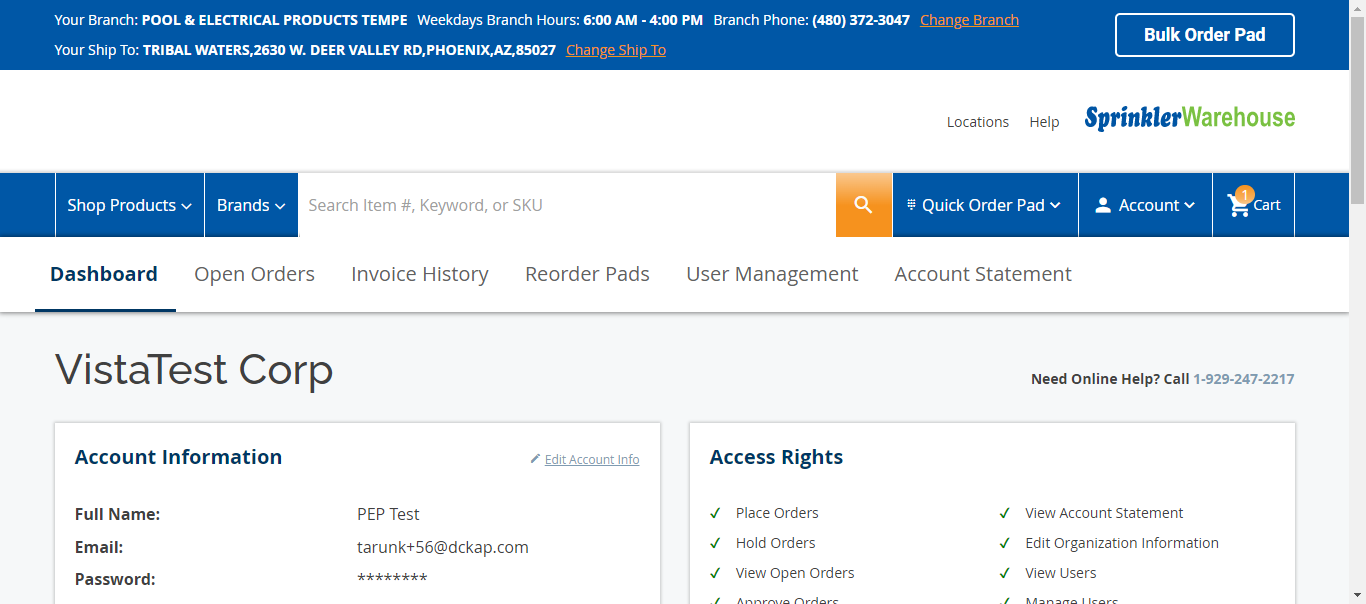 Your Branch: POOL & ELECTRICAL PRODUCTS TEMPE Weekdays Branch Hours: 6:00 AM - 4:00 PM Branch Phone: (480) 372-3047 Change Branch
Your Ship To: TRIBAL WATERS,2630 W. DEER VALLEY RD,PHOENIX,AZ,85027 Change Ship To
Bulk Order Pad
Locations Help SprinklerWarehouse
Shop Products Brands Search Item #, Keyword, or SKU Quick Order Pad Account 1 Cart
Dashboard Open Orders Invoice History Reorder Pads User Management Account Statement
VistaTest Corp
Need Online Help? Call 1-929-247-2217
Account Information Edit Account Info
Full Name: PEP Test
Email: tarunk+56@dckap.com
Password: ********
Access Rights
Place Orders View Account Statement
Hold Orders Edit Organization Information
View Open Orders View Users
Approve Orders Manage Users